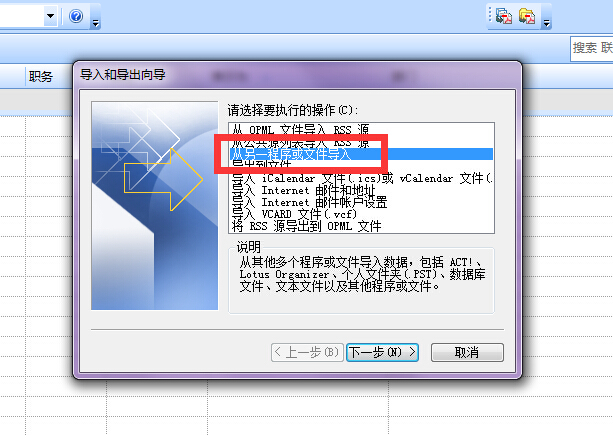 搜索 联
职务
导入和导出向导
请选择要执行的操作(C):
从 OPML 文件导入 RSS 源
从公共源列表导入 RSS 源
从另一程序或文件导入
导出到文件
导入 iCalendar 文件(.ics)或 vCalendar 文件(.
导入 Internet 邮件和地址
导入 Internet 邮件帐户设置
导入 VCARD 文件(.vcf)
将 RSS 源导出到 OPML 文件
说明
从其他多个程序或文件导入数据，包括 ACT!、
Lotus Organizer、个人文件夹(.PST)、数据库
文件、文本文件以及其他程序或文件。
< 上一步(B)
下一步(N) >
取消